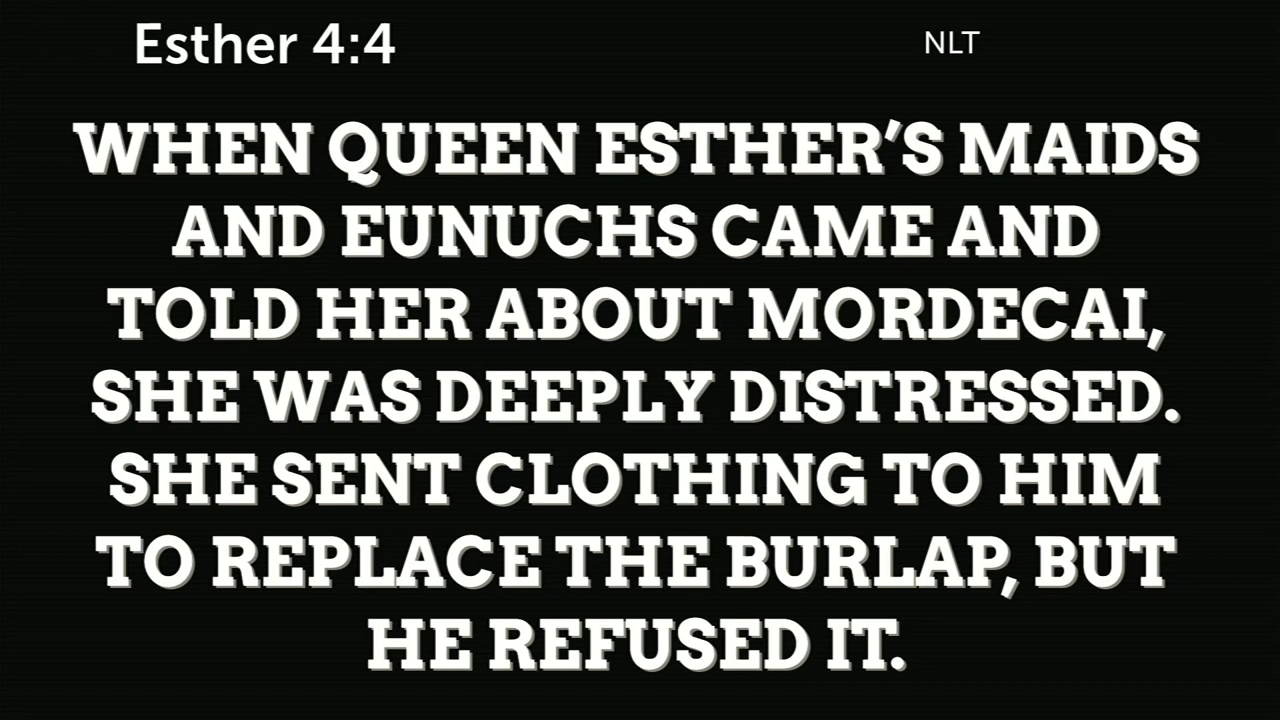 Esther 4:4 NLT
WHEN QUEEN ESTHER’S MAIDS
AND EUNUCHS CAME AND
TOLD HER ABOUT MORDECAI,
SHE WAS DEEPLY DISTRESSED.
SHE SENT CLOTHING TO HIM
TO REPLACE THE BURLAP, BUT
HE REFUSED IT.